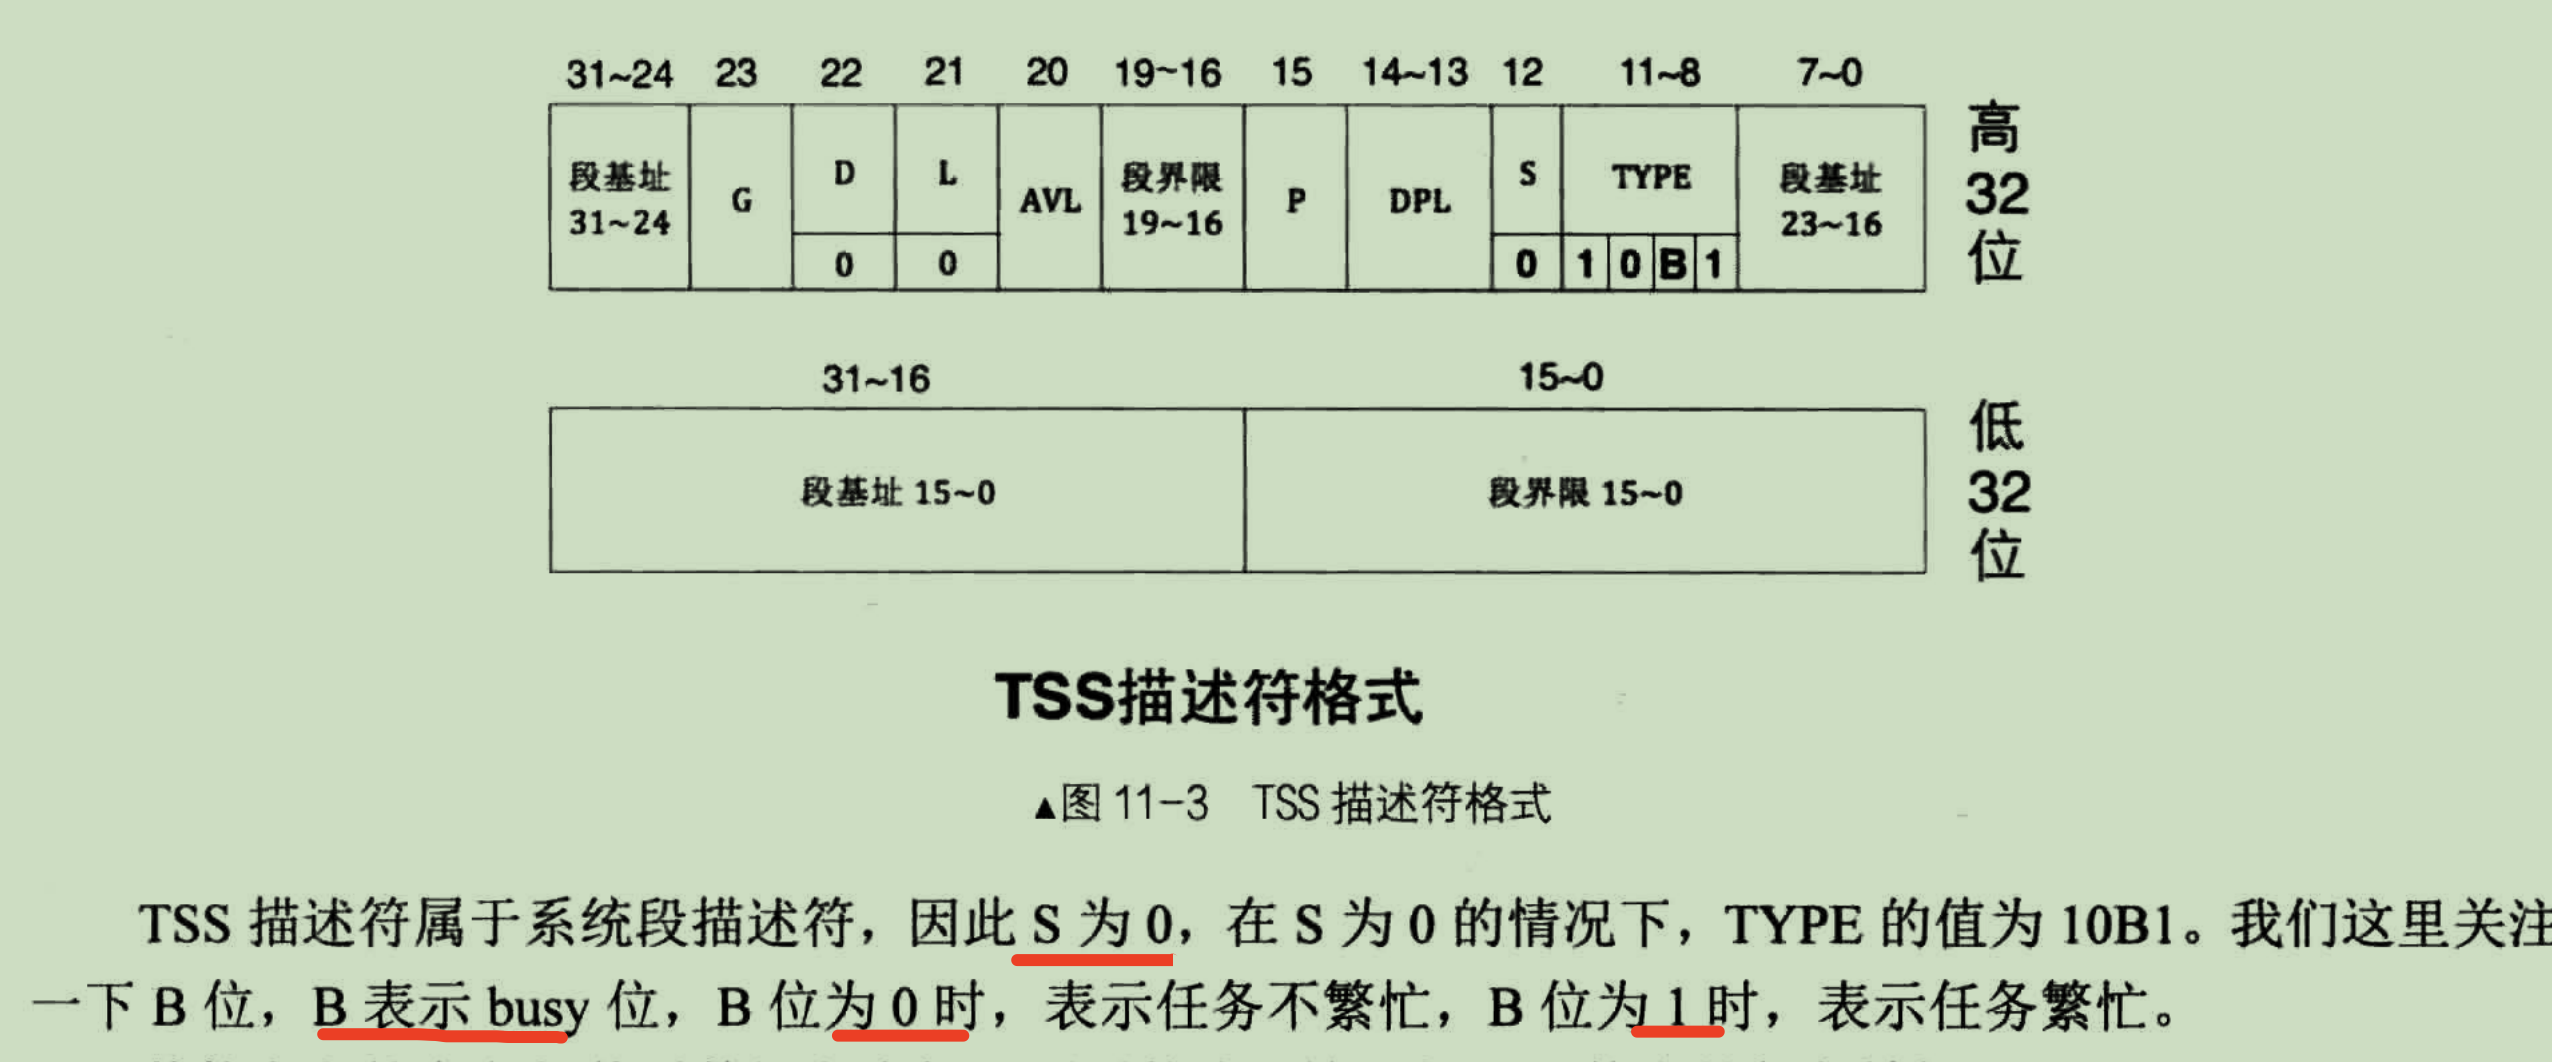 31~24 23 22 21 20 19~16 15 14~13 12 11~8 7~0
段基址 31~24 G D L AVL 段界限 19~16 P DPL S TYPE 段基址 23~16
0 0 0 1 0 B 1
高32位
31~16 15~0
段基址 15~0 段界限 15~0
低32位
TSS描述符格式
▲图 11-3 TSS 描述符格式
TSS 描述符属于系统段描述符，因此 S 为 0，在 S 为 0 的情况下，TYPE 的值为 10B1。我们这里关注
一下 B 位，B 表示 busy 位，B 位为 0 时，表示任务不繁忙，B 位为 1 时，表示任务繁忙。